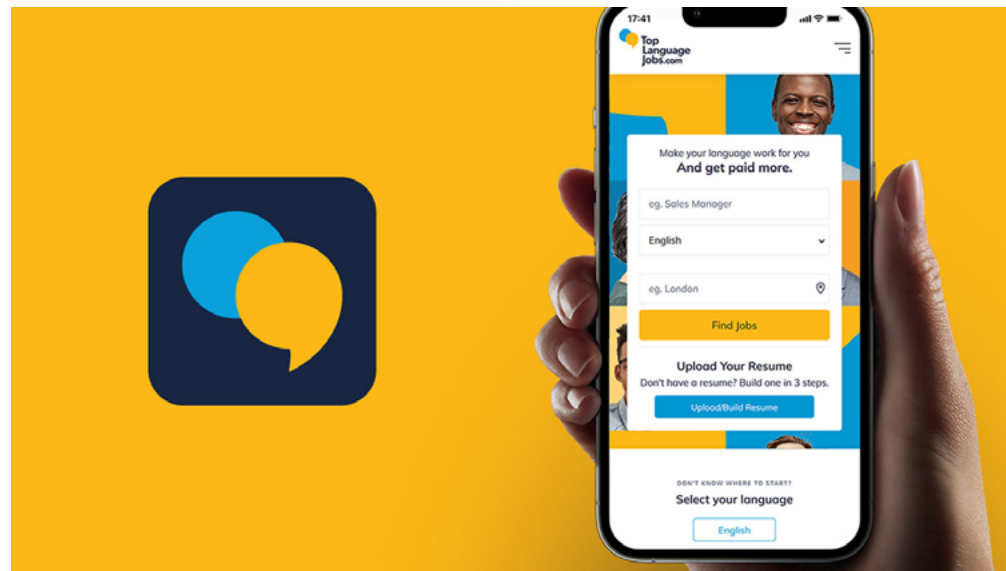 17:41
Top
Language
Jobs.com
Make your language work for you
And get paid more.
eg. Sales Manager
English
eg. London
Find Jobs
Upload Your Resume
Don't have a resume? Build one in 3 steps.
Upload/Build Resume
DON'T KNOW WHERE TO START?
Select your language
English